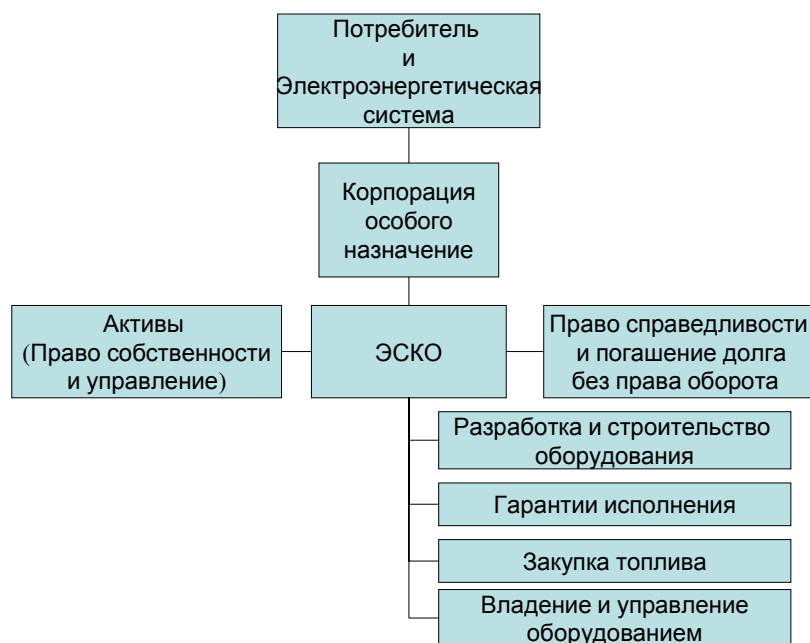 Потребитель
и
Электроэнергетическая
система
Корпорация
особого
назначение
Активы
(Право собственности
и управление)
ЭСКО
Право справедливости
и погашение долга
без права оборота
Разработка и строительство
оборудования
Гарантии исполнения
Закупка топлива
Владение и управление
оборудованием